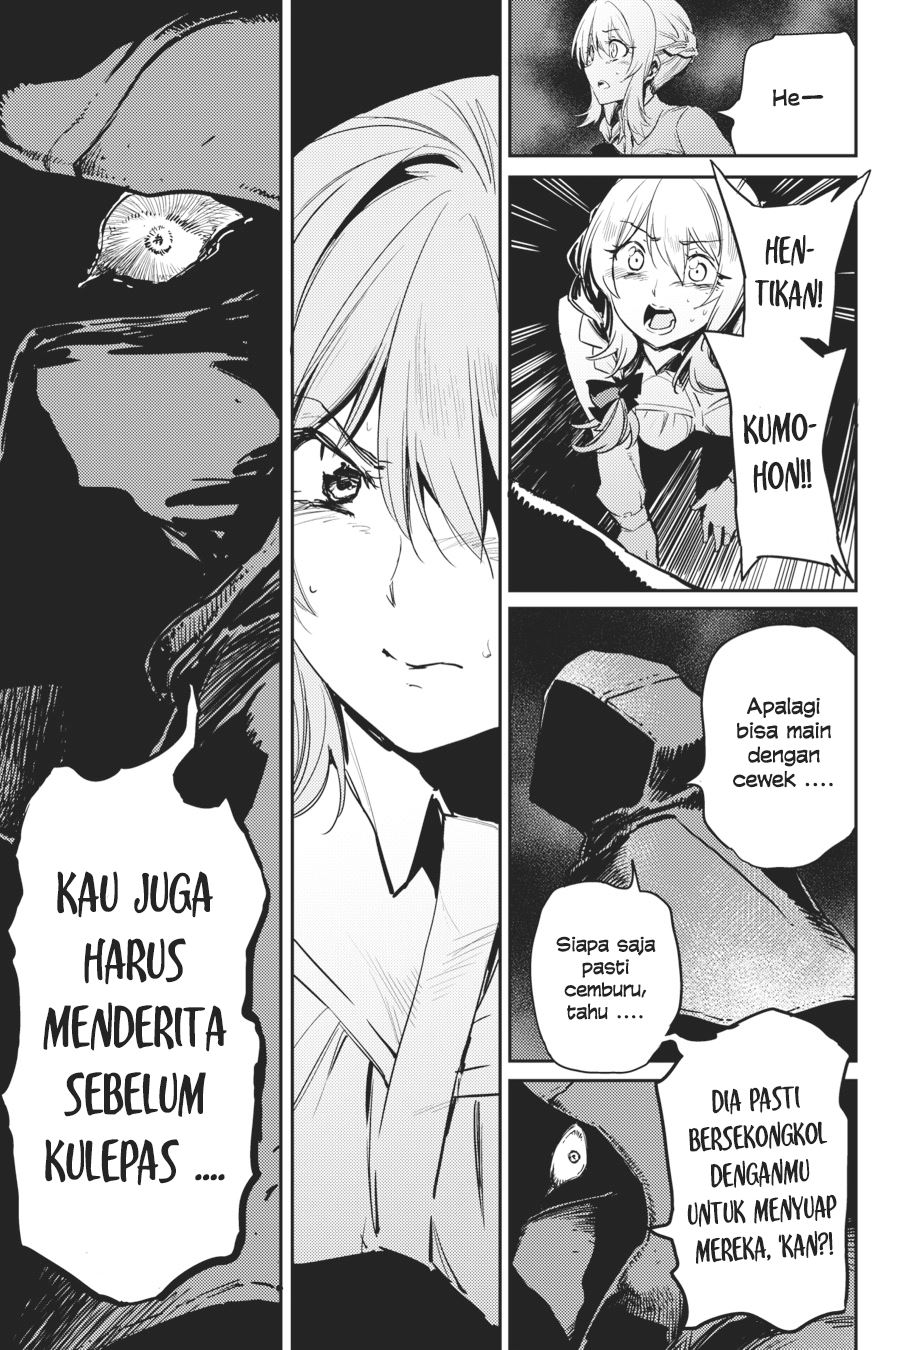 He—
HEN-
TIKAN!
KUMO-
HON!!
Apalagi
bisa main
dengan
cewek ....
Siapa saja
pasti
cemburu,
tahu ....
DIA PASTI
BERSEKONGKOL
DENGANMU
UNTUK MENYUAP
MEREKA, 'KAN?!
KAU JUGA
HARUS
MENDERITA
SEBELUM
KULEPAS ....